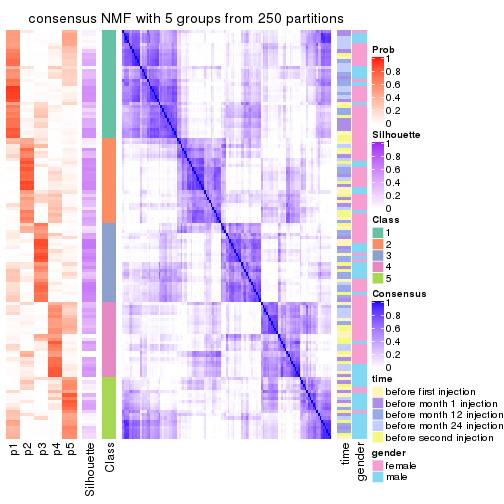 consensus NMF with 5 groups from 250 partitions
p1
p2
p3
p4
p5
Silhouette
Class
time
gender
Prob
1
0.8
0.6
0.4
0.2
0
Silhouette
1
0.8
0.6
0.4
0.2
0
Class
1
2
3
4
5
Consensus
1
0.8
0.6
0.4
0.2
0
time
before first injection
before month 1 injection
before month 12 injection
before month 24 injection
before second injection
gender
female
male